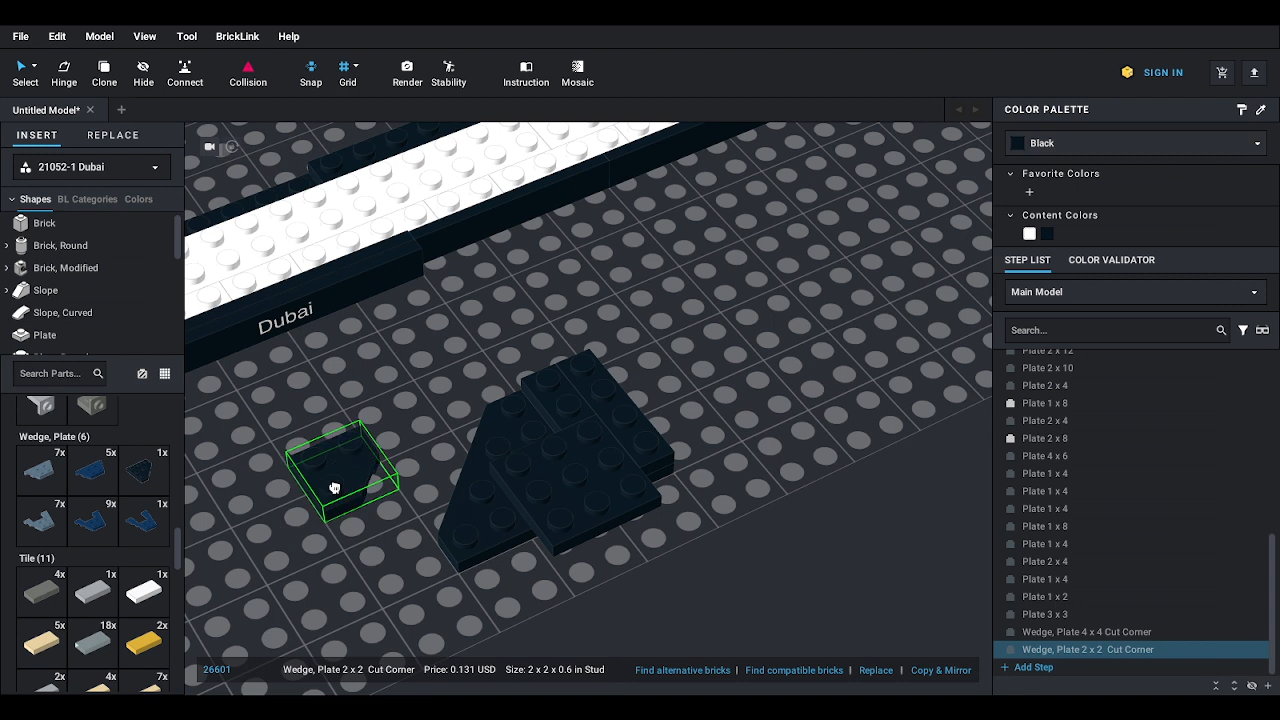 File Edit Model View Tool BrickLink Help
Select Hinge Clone Hide Connect Collision Snap Grid Render Stability Instruction Mosaic SIGN IN
Untitled Model* COLOR PALETTE
INSERT REPLACE
Black
21052-1 Dubai
Favorite Colors
Shapes BL Categories Colors
Content Colors
Brick
Brick, Round
Brick, Modified
Slope
Slope, Curved
Plate
STEP LIST COLOR VALIDATOR
Main Model
Search...
Search Parts...
Plate 2 x 12
Plate 2 x 10
Plate 2 x 4
Plate 1 x 8
Plate 2 x 4
Plate 2 x 8
Plate 4 x 6
Plate 1 x 4
Plate 1 x 4
Plate 1 x 4
Plate 1 x 8
Plate 1 x 4
Plate 2 x 4
Plate 1 x 4
Plate 1 x 2
Plate 3 x 3
Wedge, Plate 4 x 4 Cut Corner
Wedge, Plate 2 x 2 Cut Corner
Add Step
Wedge, Plate (6)
7x 5x 1x
7x 9x 1x
Tile (11)
4x 1x 1x
5x 18x 2x
2x 4x 7x
Dubai
26601 Wedge, Plate 2 x 2 Cut Corner Price: 0.131 USD Size: 2 x 2 x 0.6 in Stud Find alternative bricks | Find compatible bricks | Replace | Copy & Mirror